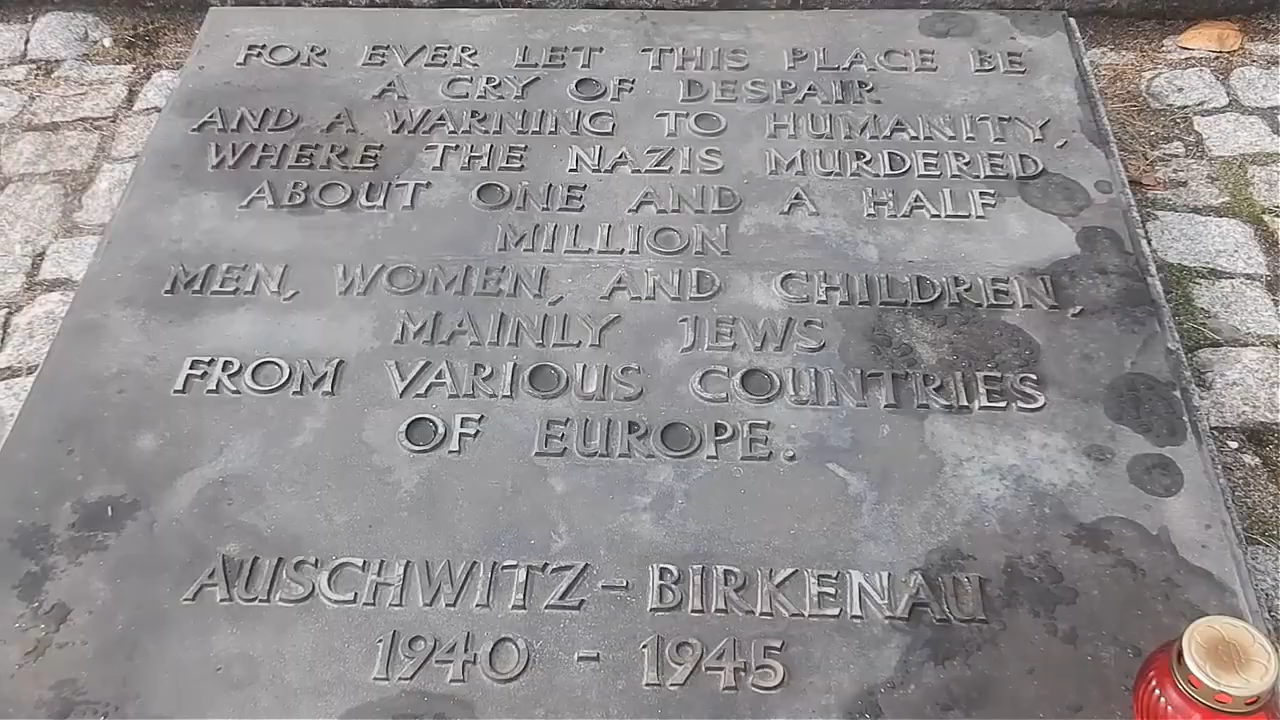 FOR EVER LET THIS PLACE BE
A CRY OF DESPAIR
AND A WARNING TO HUMANITY,
WHERE THE NAZIS MURDERED
ABOUT ONE AND A HALF
MILLION
MEN, WOMEN, AND CHILDREN,
MAINLY JEWS
FROM VARIOUS COUNTRIES
OF EUROPE.
AUSCHWITZ-BIRKENAU
1940 - 1945